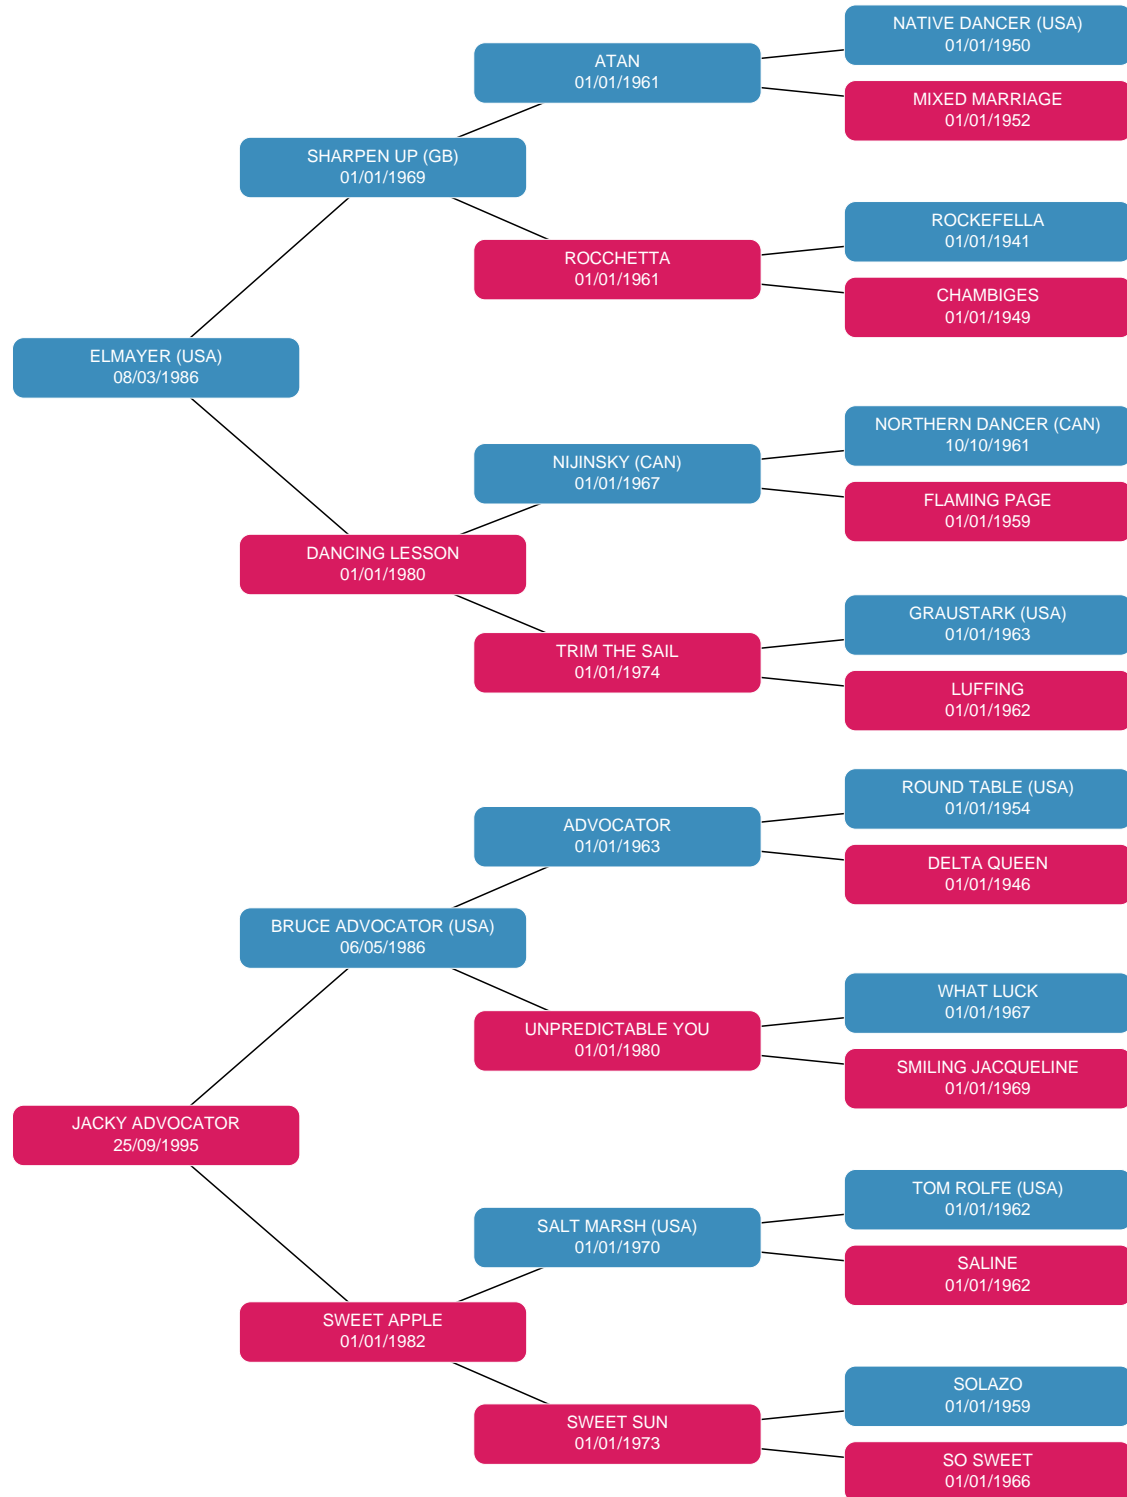 NATIVE DANCER (USA)
01/01/1950
ATAN
01/01/1961
MIXED MARRIAGE
01/01/1952
SHARPEN UP (GB)
01/01/1969
ROCKEFELLA
01/01/1941
ROCCHETTA
01/01/1961
CHAMBIGES
01/01/1949
ELMAYER (USA)
08/03/1986
NORTHERN DANCER (CAN)
10/10/1961
NIJINSKY (CAN)
01/01/1967
FLAMING PAGE
01/01/1959
DANCING LESSON
01/01/1980
GRAUSTARK (USA)
01/01/1963
TRIM THE SAIL
01/01/1974
LUFFING
01/01/1962
ROUND TABLE (USA)
01/01/1954
ADVOCATOR
01/01/1963
DELTA QUEEN
01/01/1946
BRUCE ADVOCATOR (USA)
06/05/1986
WHAT LUCK
01/01/1967
UNPREDICTABLE YOU
01/01/1980
SMILING JACQUELINE
01/01/1969
JACKY ADVOCATOR
25/09/1995
TOM ROLFE (USA)
01/01/1962
SALT MARSH (USA)
01/01/1970
SALINE
01/01/1962
SWEET APPLE
01/01/1982
SOLAZO
01/01/1959
SWEET SUN
01/01/1973
SO SWEET
01/01/1966